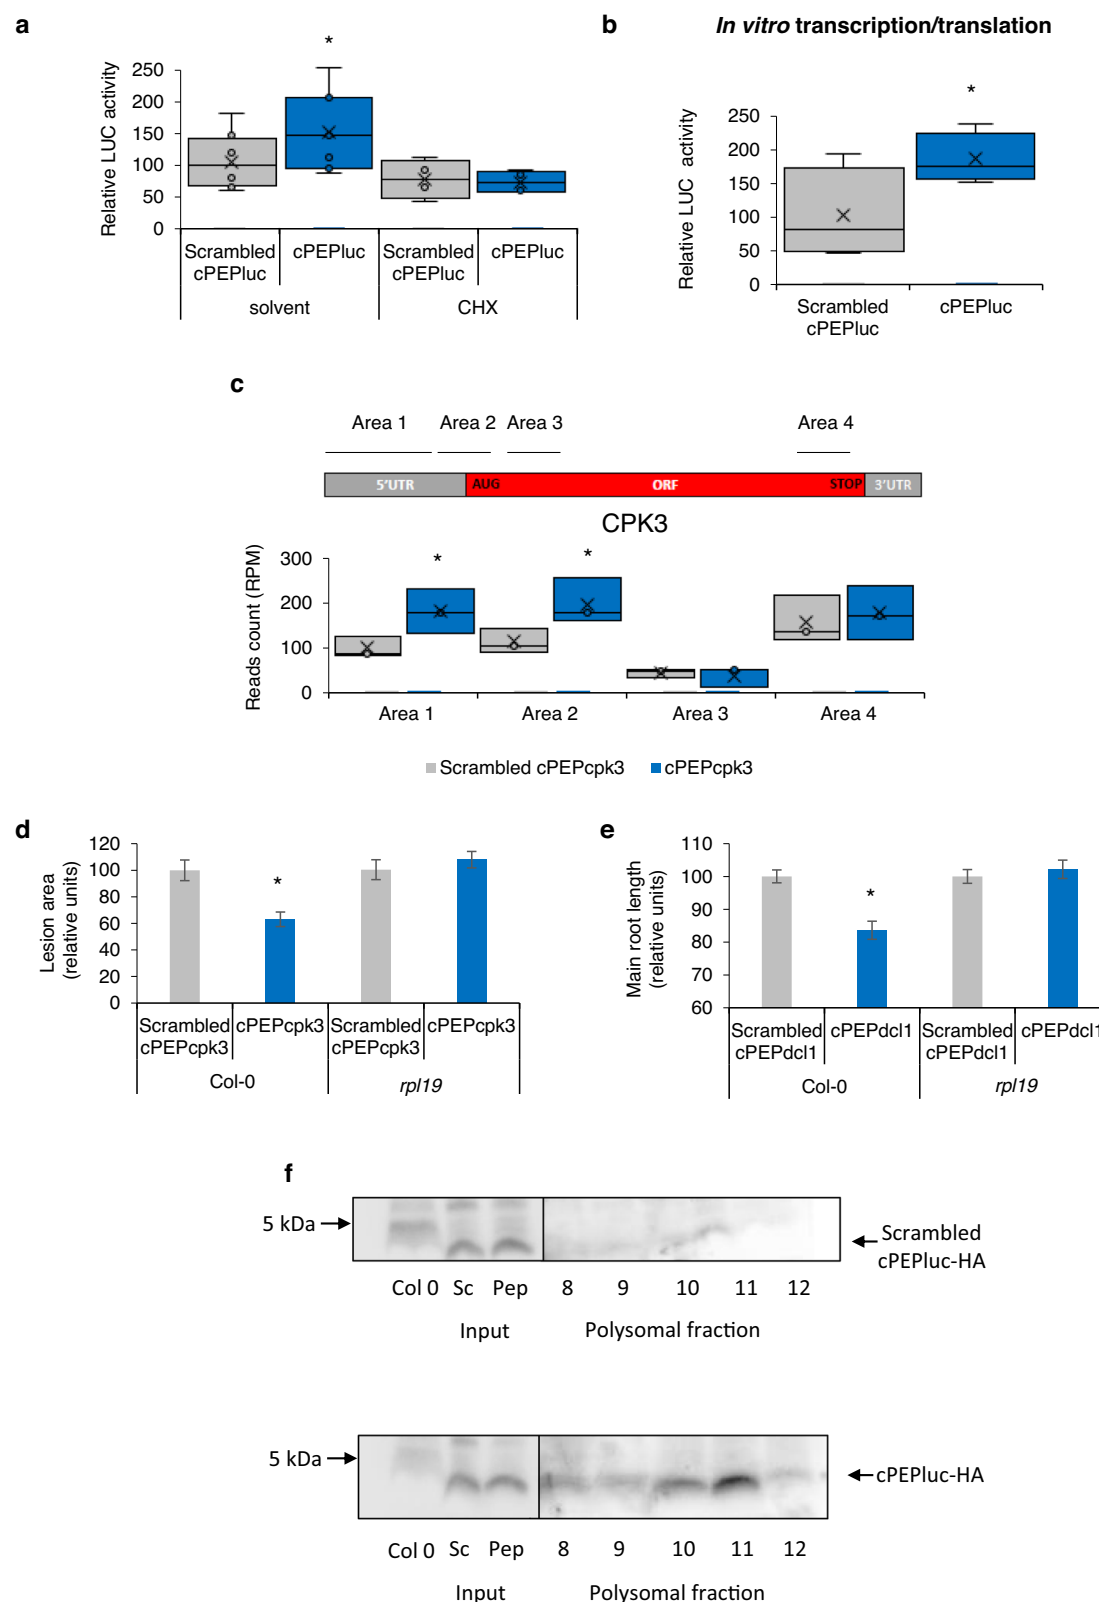 a
*
Relative LUC activity
250
200
150
100
50
0
Scrambled
cPEPluc
cPEPluc
Scrambled
cPEPluc
cPEPluc
solvent
CHX
b
In vitro transcription/translation
*
Relative LUC activity
250
200
150
100
50
0
Scrambled
cPEPluc
cPEPluc
c
Area 1
Area 2
Area 3
Area 4
5'UTR
AUG
ORF
STOP
3'UTR
CPK3
Reads count (RPM)
300
200
100
0
*
*
Area 1
Area 2
Area 3
Area 4
Scrambled cPEPcpk3
cPEPcpk3
d
Lesion area
(relative units)
120
100
80
60
40
20
0
*
Scrambled
cPEPcpk3
cPEPcpk3
Scrambled
cPEPcpk3
cPEPcpk3
Col-0
rpl19
e
Main root length
(relative units)
110
100
90
80
70
60
*
Scrambled
cPEPdcl1
cPEPdcl1
Scrambled
cPEPdcl1
cPEPdcl1
Col-0
rpl19
f
5 kDa
Scrambled
cPEPluc-HA
Col 0 Sc Pep 8 9 10 11 12
Input Polysomal fraction
5 kDa
cPEPluc-HA
Col 0 Sc Pep 8 9 10 11 12
Input Polysomal fraction